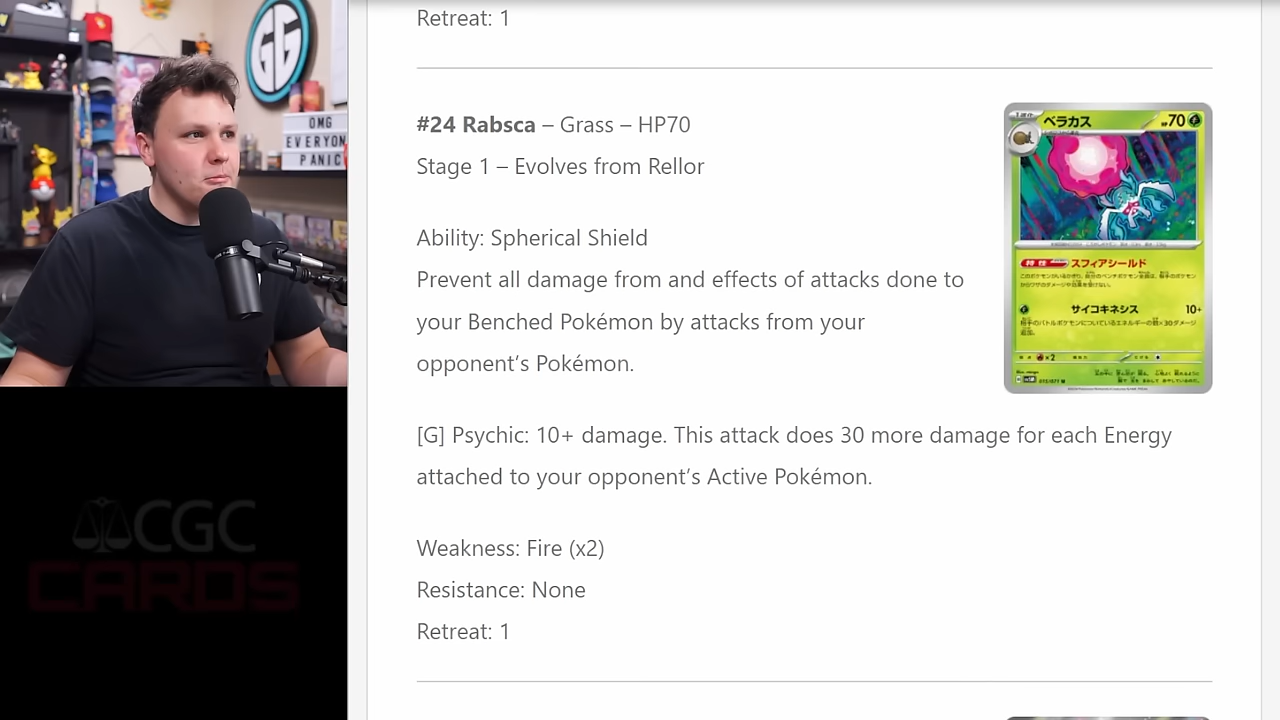 GG
OMG
EVERYON
PANIC
CGC
CARDS
Retreat: 1
#24 Rabsca – Grass – HP70
Stage 1 – Evolves from Rellor
Ability: Spherical Shield
Prevent all damage from and effects of attacks done to
your Benched Pokémon by attacks from your
opponent’s Pokémon.
[G] Psychic: 10+ damage. This attack does 30 more damage for each Energy
attached to your opponent’s Active Pokémon.
Weakness: Fire (x2)
Resistance: None
Retreat: 1
ベラカス
HP70
特性 スフィアシールド
サイコキネシス 10+
×2